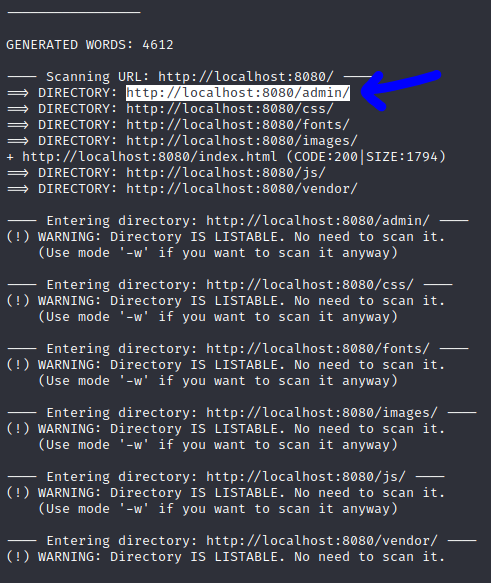 GENERATED WORDS: 4612
---- Scanning URL: http://localhost:8080/ ----
==> DIRECTORY: http://localhost:8080/admin/
==> DIRECTORY: http://localhost:8080/css/
==> DIRECTORY: http://localhost:8080/fonts/
==> DIRECTORY: http://localhost:8080/images/
+ http://localhost:8080/index.html (CODE:200|SIZE:1794)
==> DIRECTORY: http://localhost:8080/js/
==> DIRECTORY: http://localhost:8080/vendor/
---- Entering directory: http://localhost:8080/admin/ ----
(!) WARNING: Directory IS LISTABLE. No need to scan it.
(Use mode '-w' if you want to scan it anyway)
---- Entering directory: http://localhost:8080/css/ ----
(!) WARNING: Directory IS LISTABLE. No need to scan it.
(Use mode '-w' if you want to scan it anyway)
---- Entering directory: http://localhost:8080/fonts/ ----
(!) WARNING: Directory IS LISTABLE. No need to scan it.
(Use mode '-w' if you want to scan it anyway)
---- Entering directory: http://localhost:8080/images/ ----
(!) WARNING: Directory IS LISTABLE. No need to scan it.
(Use mode '-w' if you want to scan it anyway)
---- Entering directory: http://localhost:8080/js/ ----
(!) WARNING: Directory IS LISTABLE. No need to scan it.
(Use mode '-w' if you want to scan it anyway)
---- Entering directory: http://localhost:8080/vendor/ ----
(!) WARNING: Directory IS LISTABLE. No need to scan it.